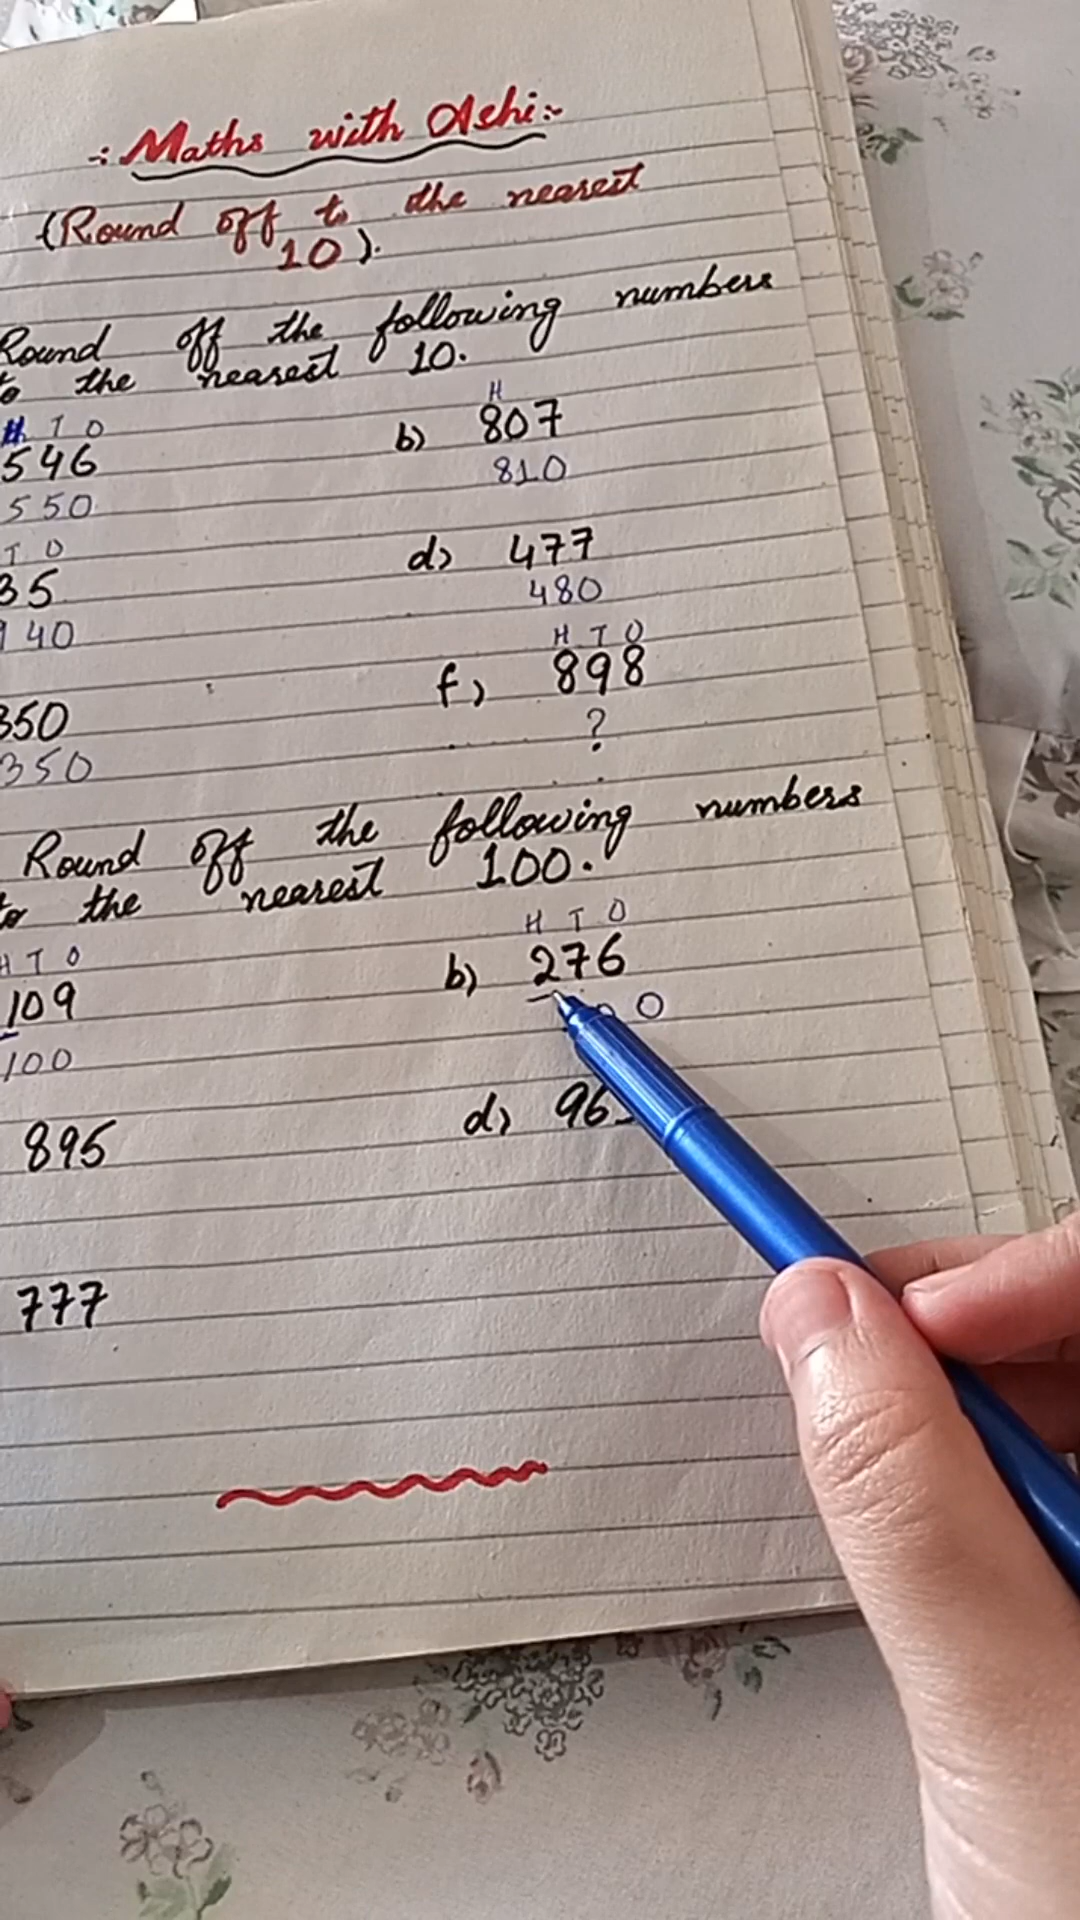 -: Maths with Ashi:-
(Round off to the nearest
10).
Round off the following numbers
to the nearest 10.
H T O
H
546
b) 807
550
810
T O
35
d) 477
40
480
H T O
350
f) 898
350
?
Round off the following numbers
to the nearest 100.
H T O
H T O
109
b) 276
100
0 0
895
d) 96
777